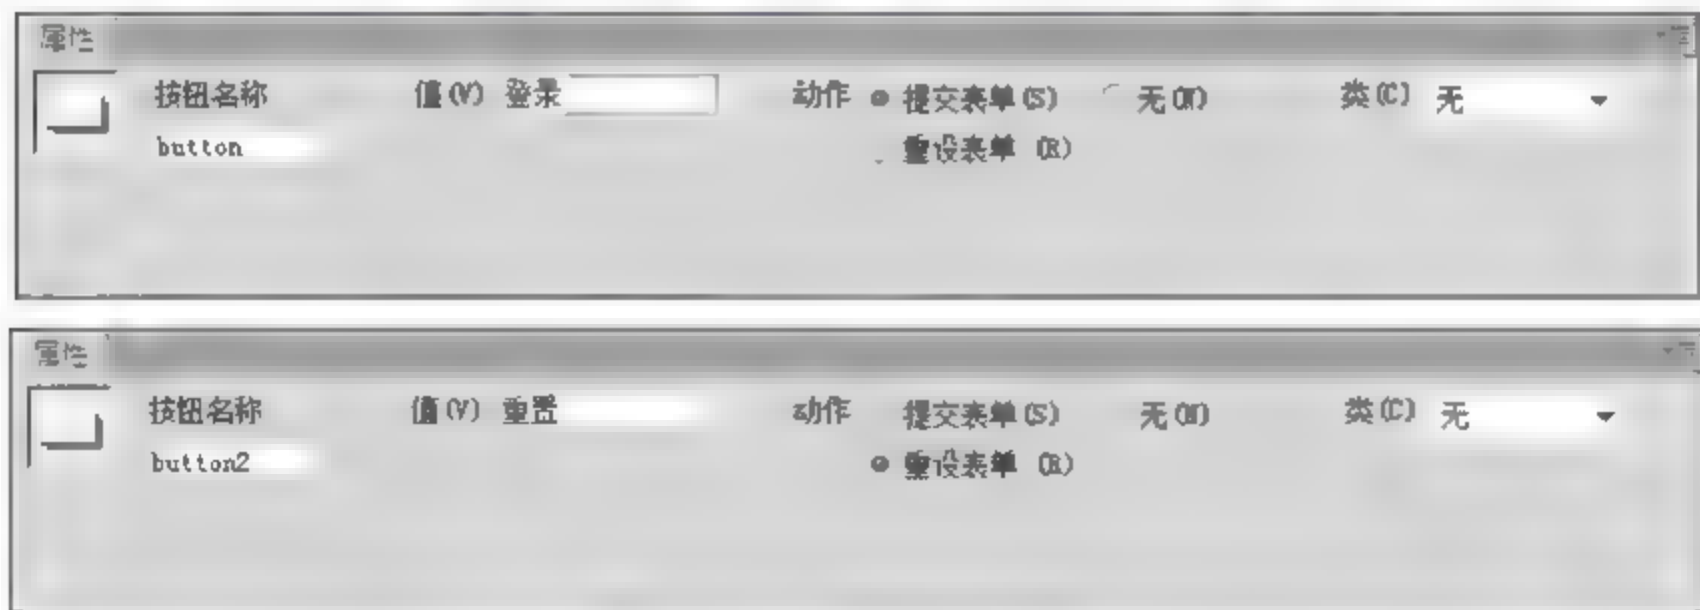 属性
按钮名称 值(V) 登录 动作 提交表单(S) 无(N) 类(C) 无
button 重设表单 (R)
属性
按钮名称 值(V) 重置 动作 提交表单(S) 无(N) 类(C) 无
button2 重设表单 (R)